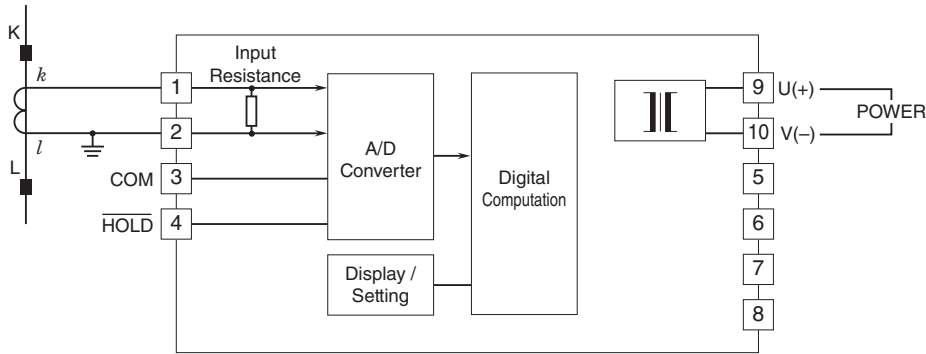 K
k
l
L
Input
Resistance
1
2
COM 3
HOLD 4
A/D
Converter
Digital
Computation
Display /
Setting
9 U(+)
10 V(–)
POWER
5
6
7
8